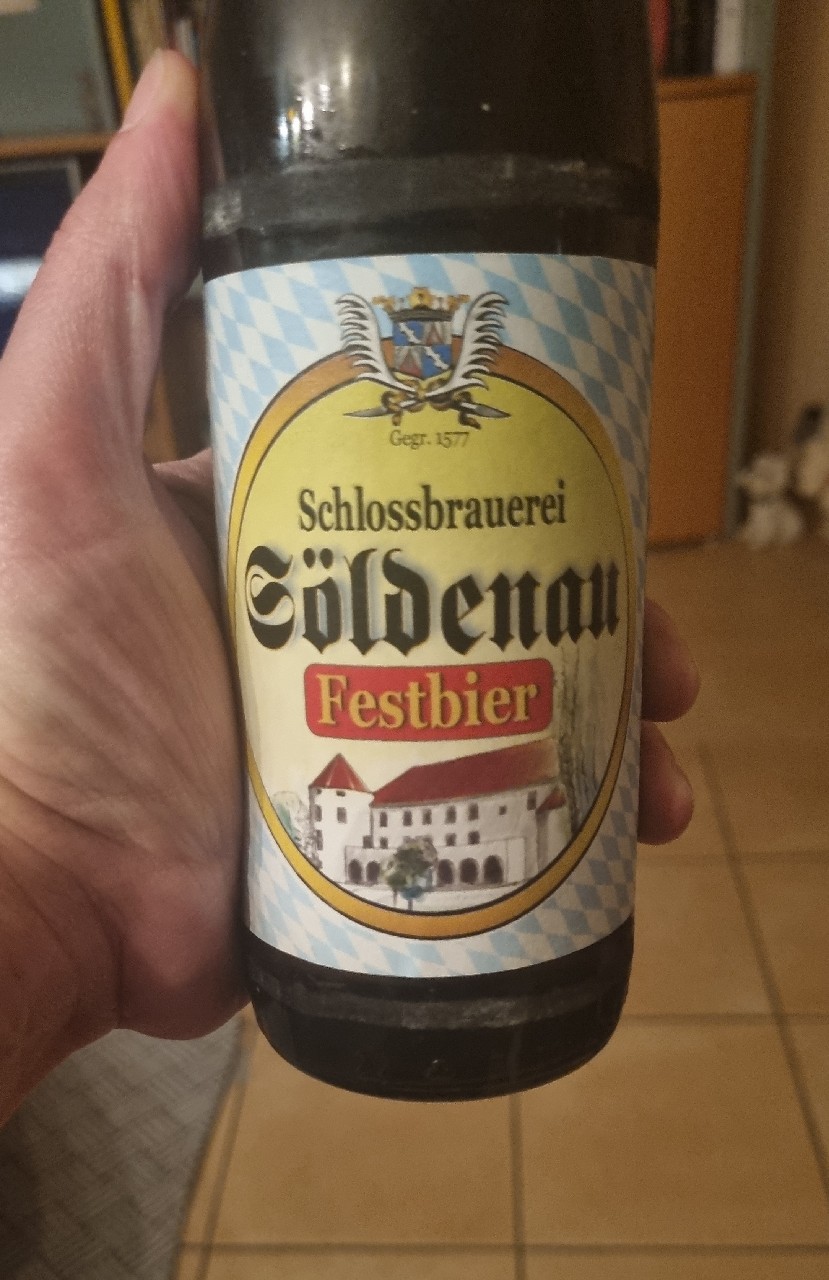 Gegr. 1577
Schlossbrauerei
Söldenau
Festbier